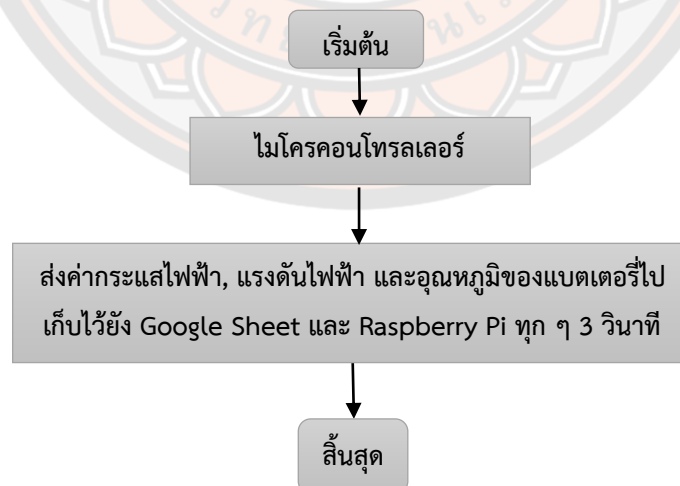 เริ่มต้น
ไมโครคอนโทรลเลอร์
ส่งค่ากระแสไฟฟ้า, แรงดันไฟฟ้า และอุณหภูมิของแบตเตอรี่ไป
เก็บไว้ยัง Google Sheet และ Raspberry Pi ทุก ๆ 3 วินาที
สิ้นสุด